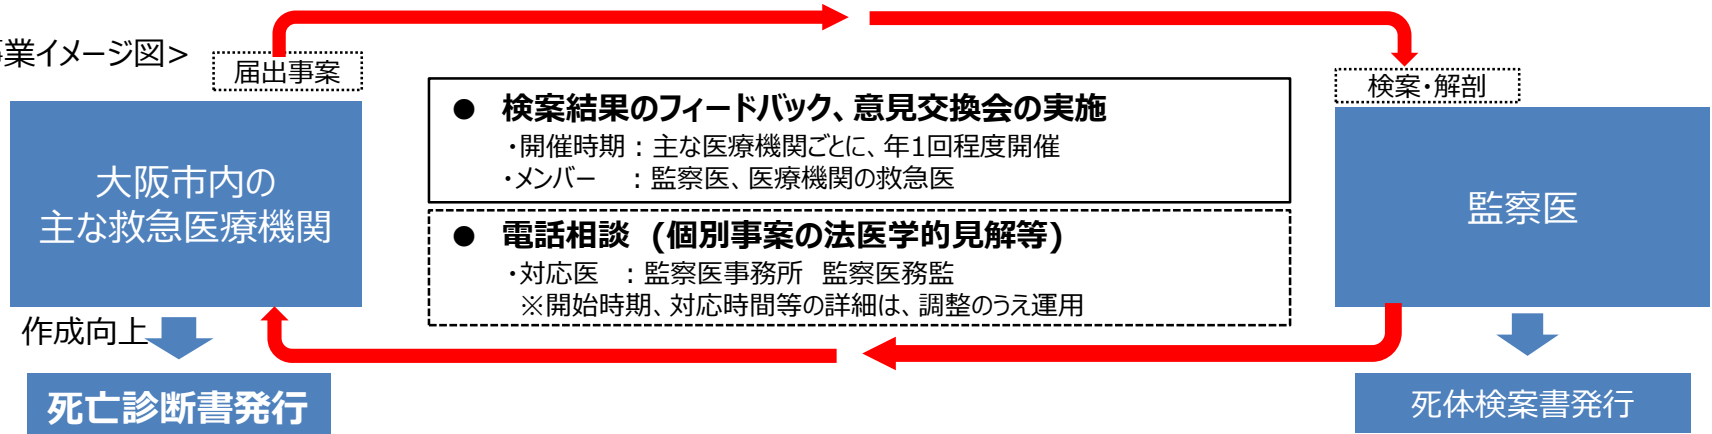 業イメージ図>
届出事案
検案・解剖
大阪市内の
主な救急医療機関
● 検案結果のフィードバック、意見交換会の実施
・開催時期：主な医療機関ごとに、年1回程度開催
・メンバー ：監察医、医療機関の救急医
● 電話相談 (個別事案の法医学的見解等)
・対応医 ：監察医事務所 監察医務監
※開始時期、対応時間等の詳細は、調整のうえ運用
監察医
作成向上
死亡診断書発行
死体検案書発行